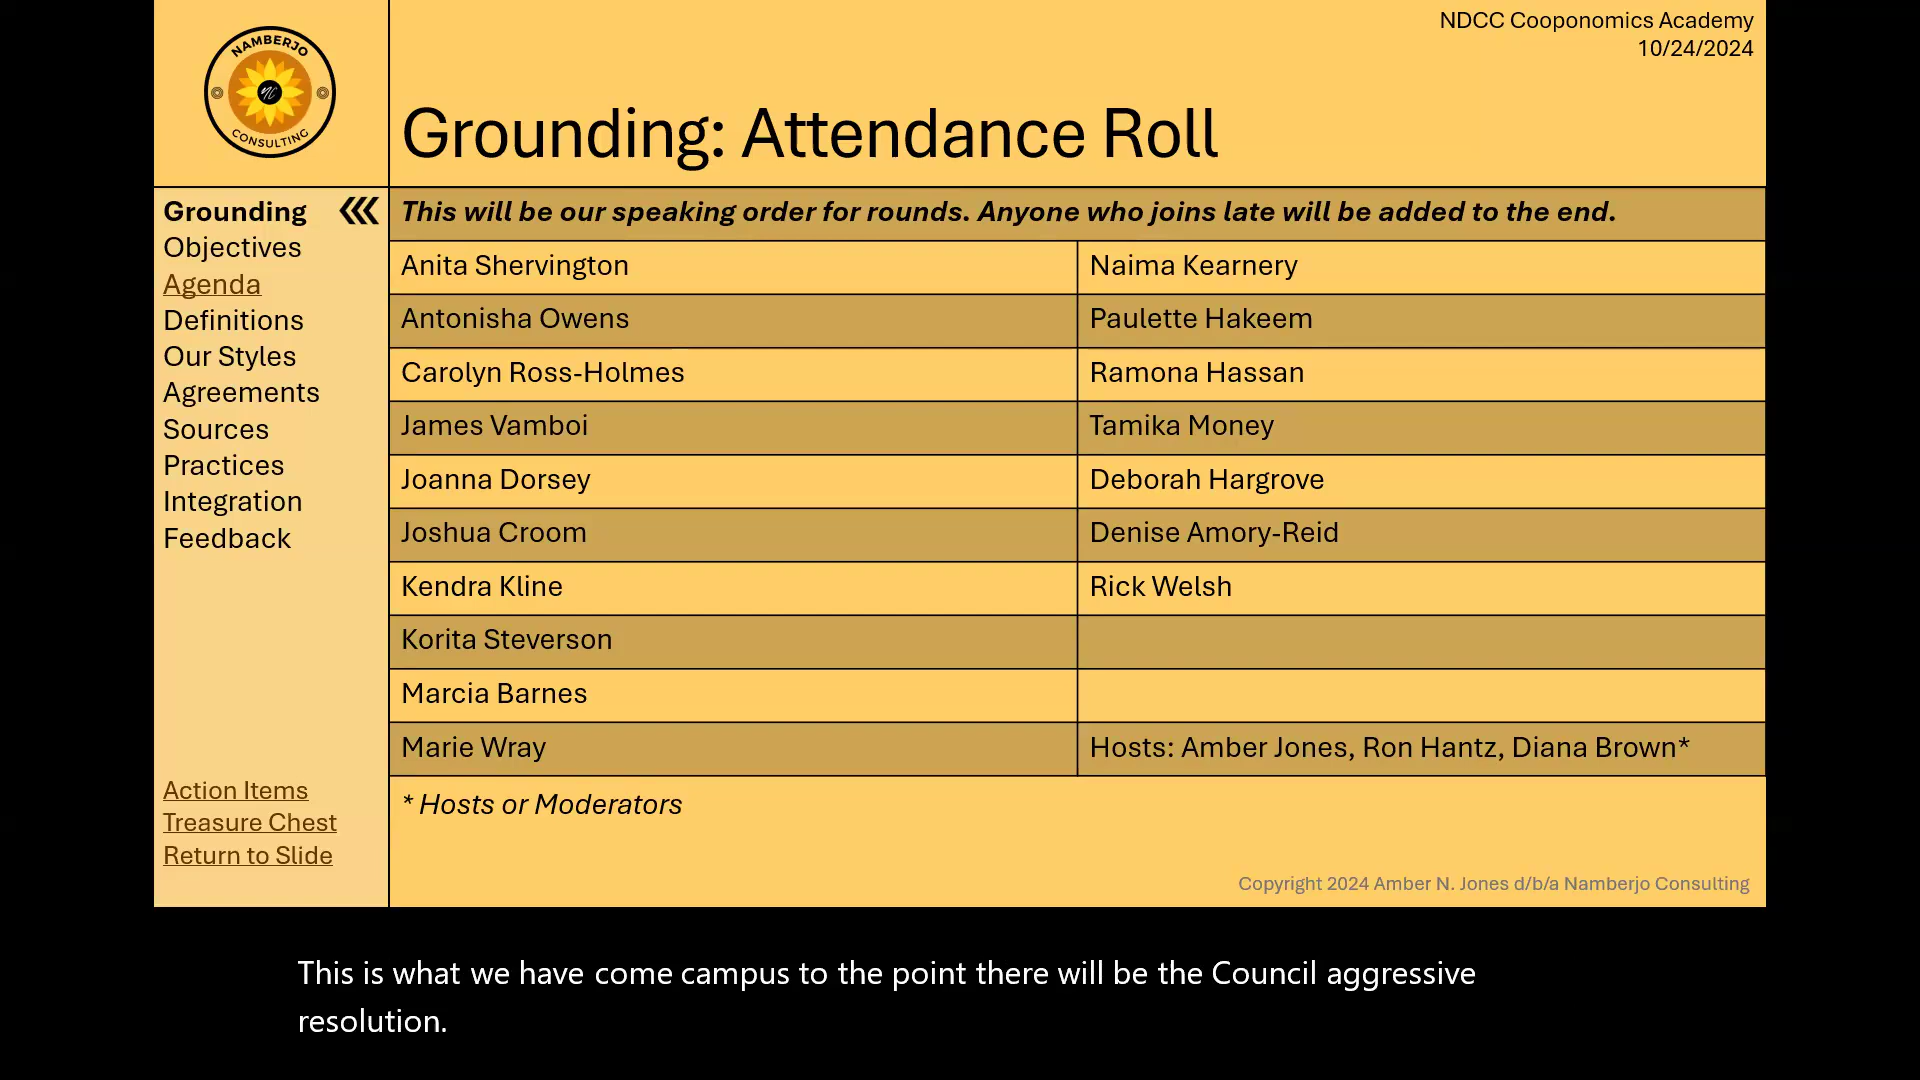 NAMBERJO
CONSULTING
NDCC Cooponomics Academy
10/24/2024
Grounding: Attendance Roll
Grounding
Objectives
Agenda
Definitions
Our Styles
Agreements
Sources
Practices
Integration
Feedback
Action Items
Treasure Chest
Return to Slide
This will be our speaking order for rounds. Anyone who joins late will be added to the end.
Anita Shervington
Antonisha Owens
Carolyn Ross-Holmes
James Vamboi
Joanna Dorsey
Joshua Croom
Kendra Kline
Korita Steverson
Marcia Barnes
Marie Wray
Naima Kearnery
Paulette Hakeem
Ramona Hassan
Tamika Money
Deborah Hargrove
Denise Amory-Reid
Rick Welsh
Hosts: Amber Jones, Ron Hantz, Diana Brown*
* Hosts or Moderators
Copyright 2024 Amber N. Jones d/b/a Namberjo Consulting
This is what we have come campus to the point there will be the Council aggressive
resolution.